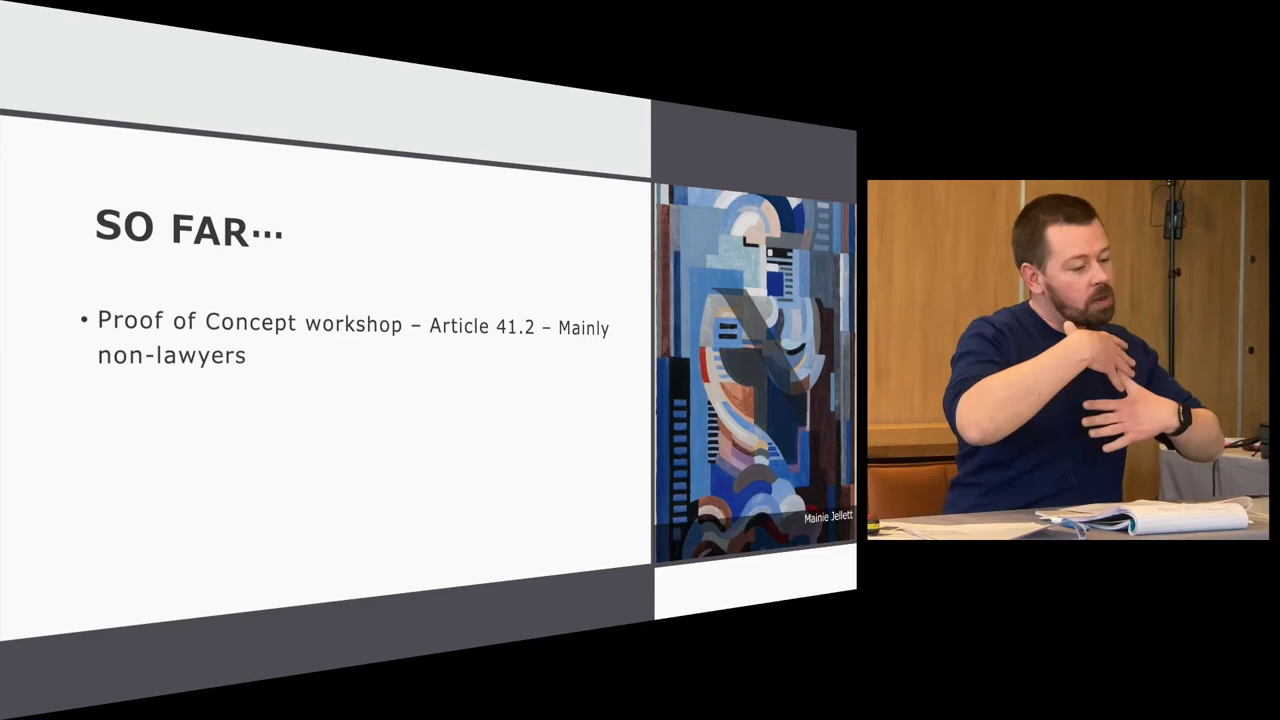 SO FAR…
• Proof of Concept workshop – Article 41.2 – Mainly
non-lawyers
Mainie Jellett